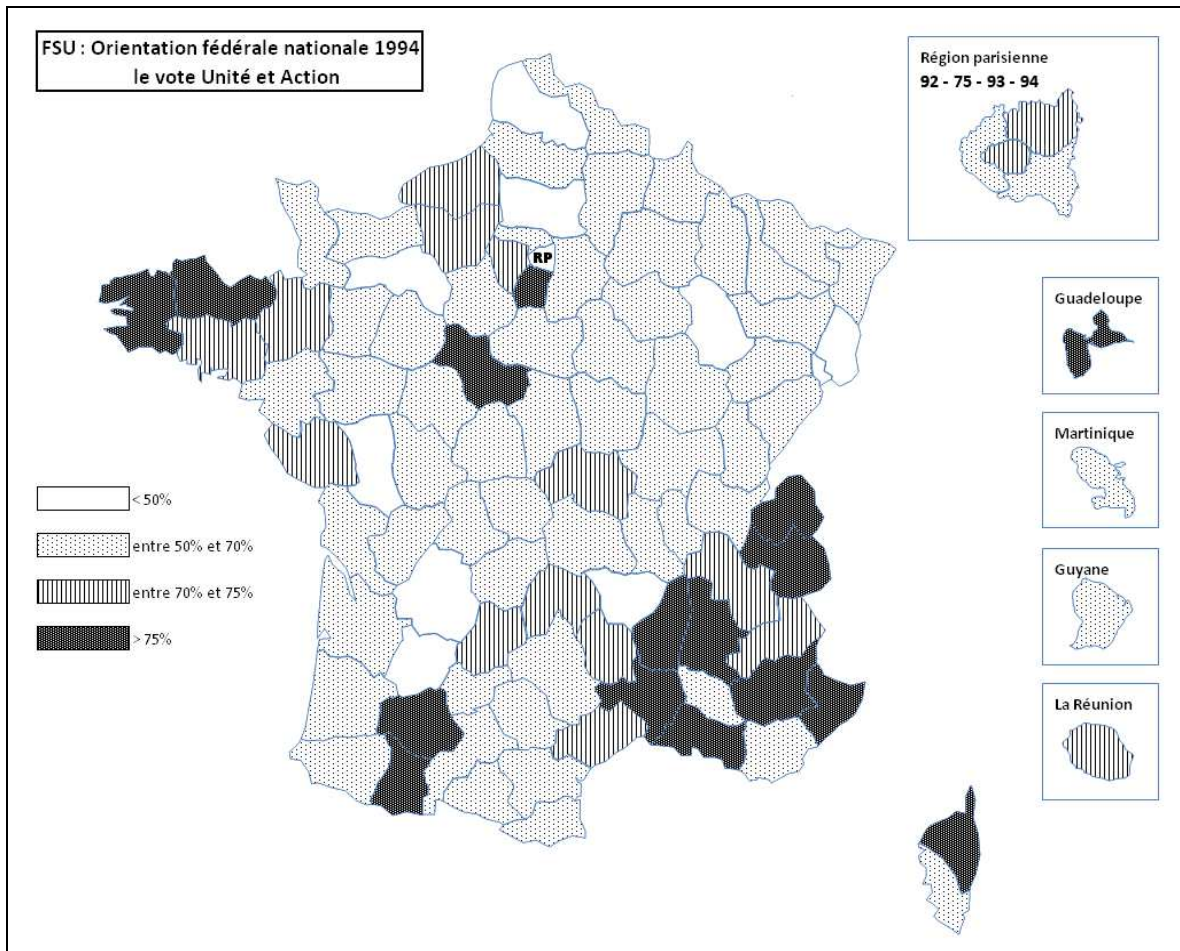 FSU : Orientation fédérale nationale 1994
le vote Unité et Action
Région parisienne
92 - 75 - 93 - 94
RP
Guadeloupe
Martinique
Guyane
La Réunion
< 50%
entre 50% et 70%
entre 70% et 75%
> 75%